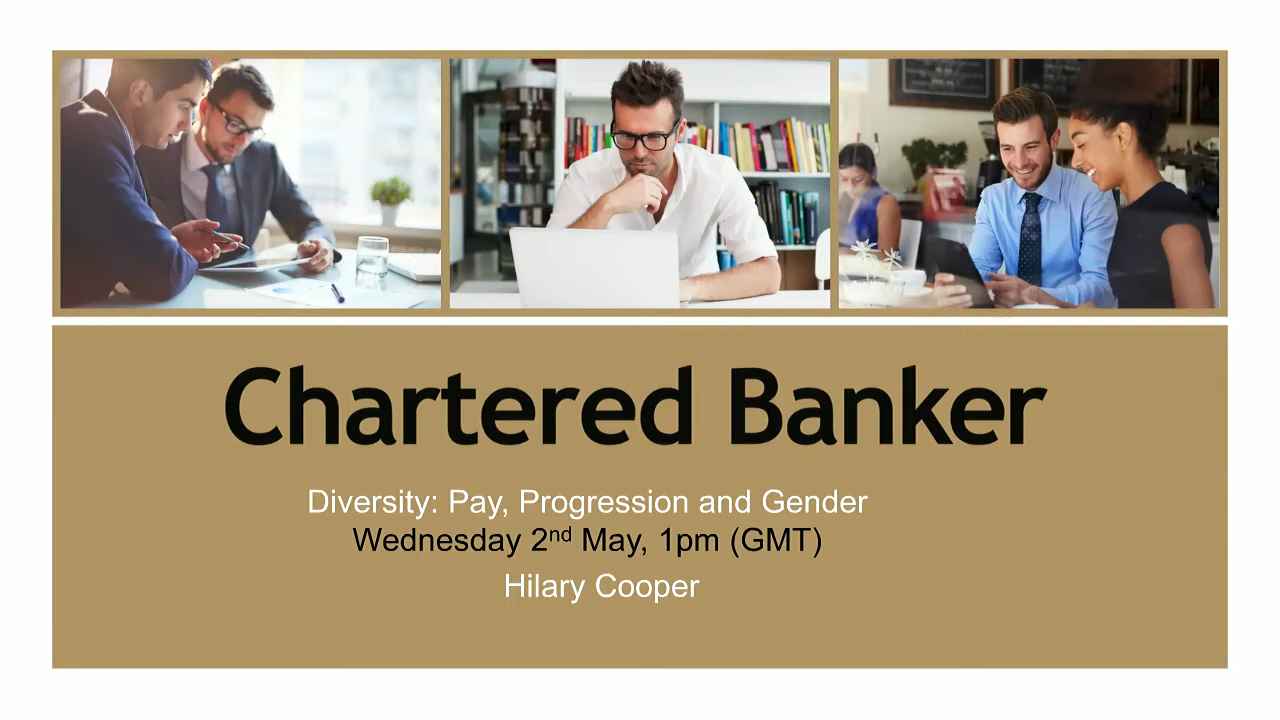 Chartered Banker
Diversity: Pay, Progression and Gender
Wednesday 2nd May, 1pm (GMT)
Hilary Cooper